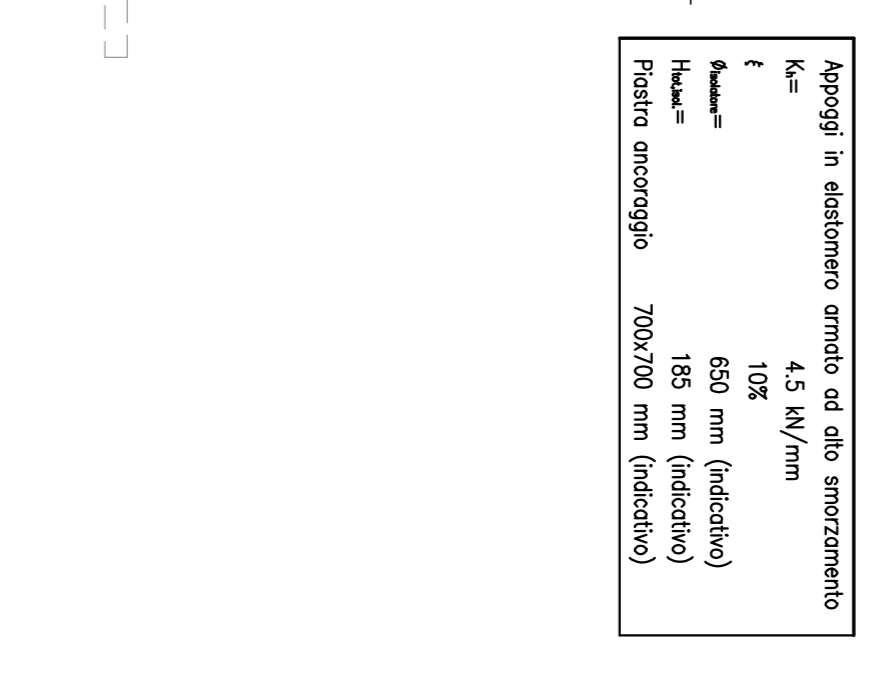 Appoggi in elastomero armato ad alto smorzamento
Kh= 4.5 kN/mm
ξ 10%
Øisolatore= 650 mm (indicativo)
Htot,isol.= 185 mm (indicativo)
Piastra ancoraggio 700x700 mm (indicativo)